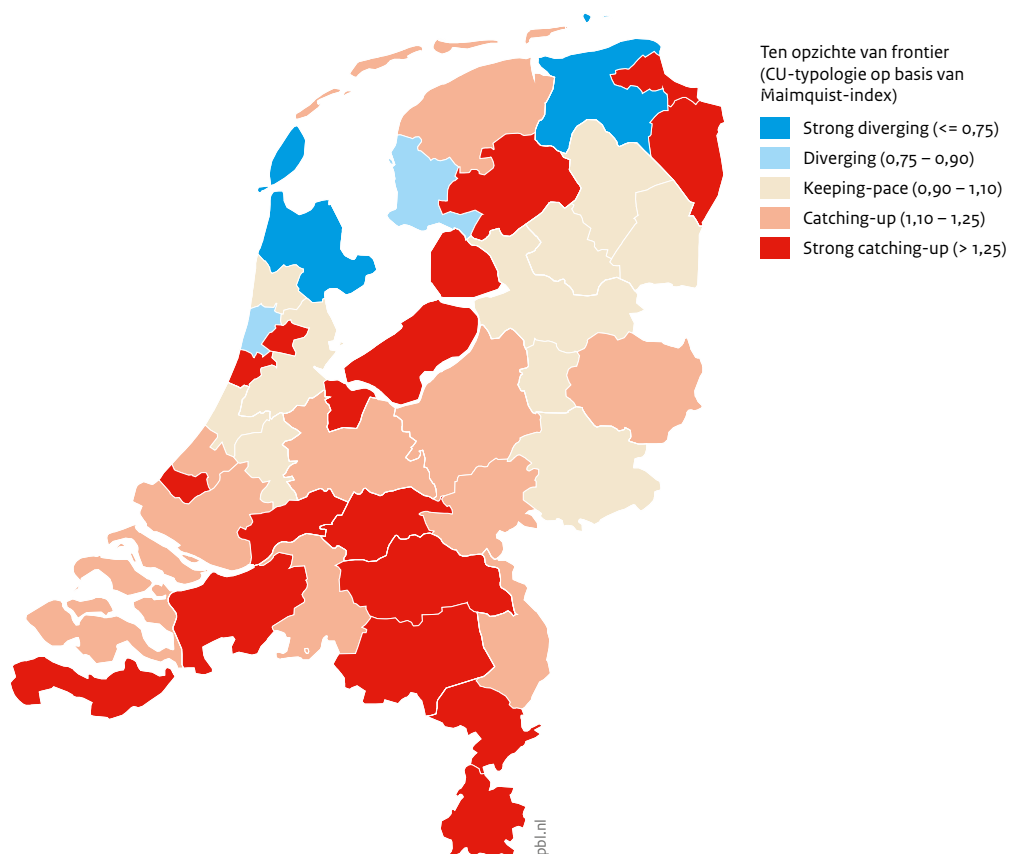 Ten opzichte van frontier
(CU-typologie op basis van
Malmquist-index)
Strong diverging (<= 0,75)
Diverging (0,75 – 0,90)
Keeping-pace (0,90 – 1,10)
Catching-up (1,10 – 1,25)
Strong catching-up (> 1,25)
pbl.nl